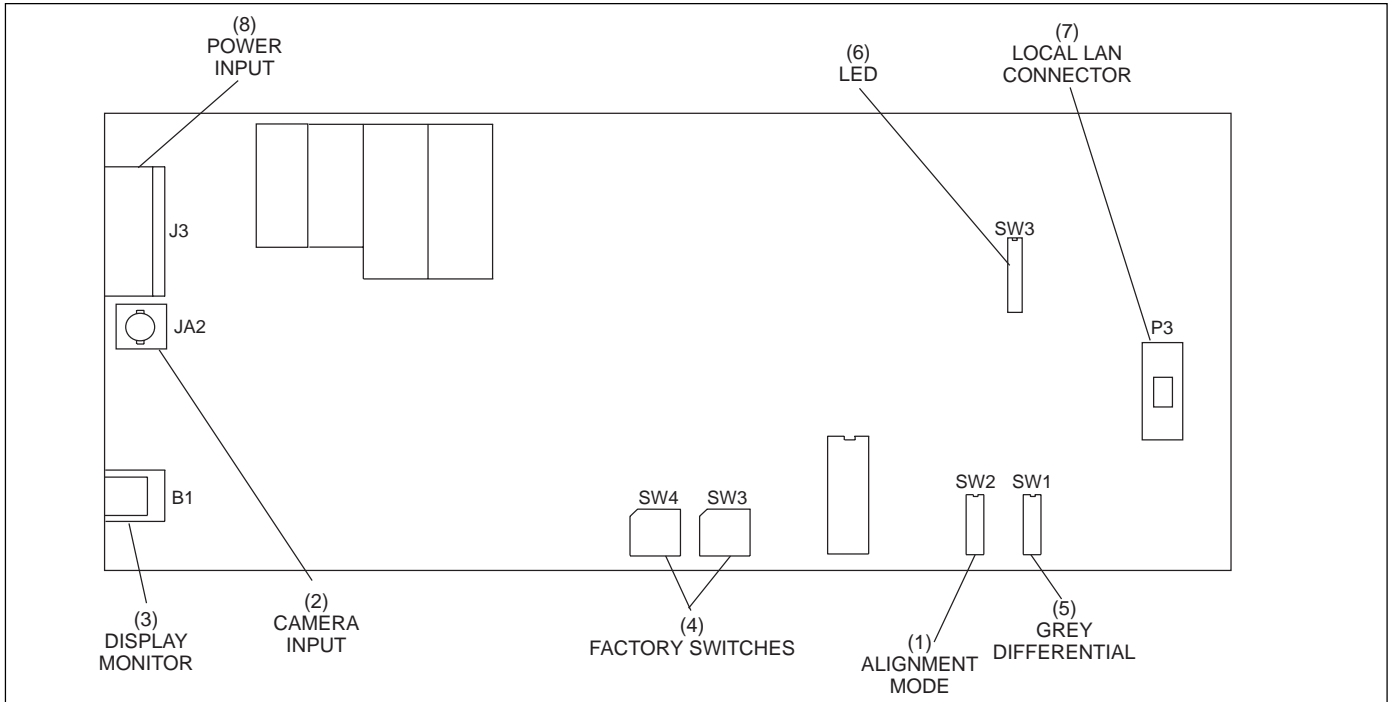 (8)
POWER
INPUT
(6)
LED
(7)
LOCAL LAN
CONNECTOR
J3
SW3
JA2
P3
B1
SW4
SW3
SW2
SW1
(3)
DISPLAY
MONITOR
(2)
CAMERA
INPUT
(4)
FACTORY SWITCHES
(1)
ALIGNMENT
MODE
(5)
GREY
DIFFERENTIAL